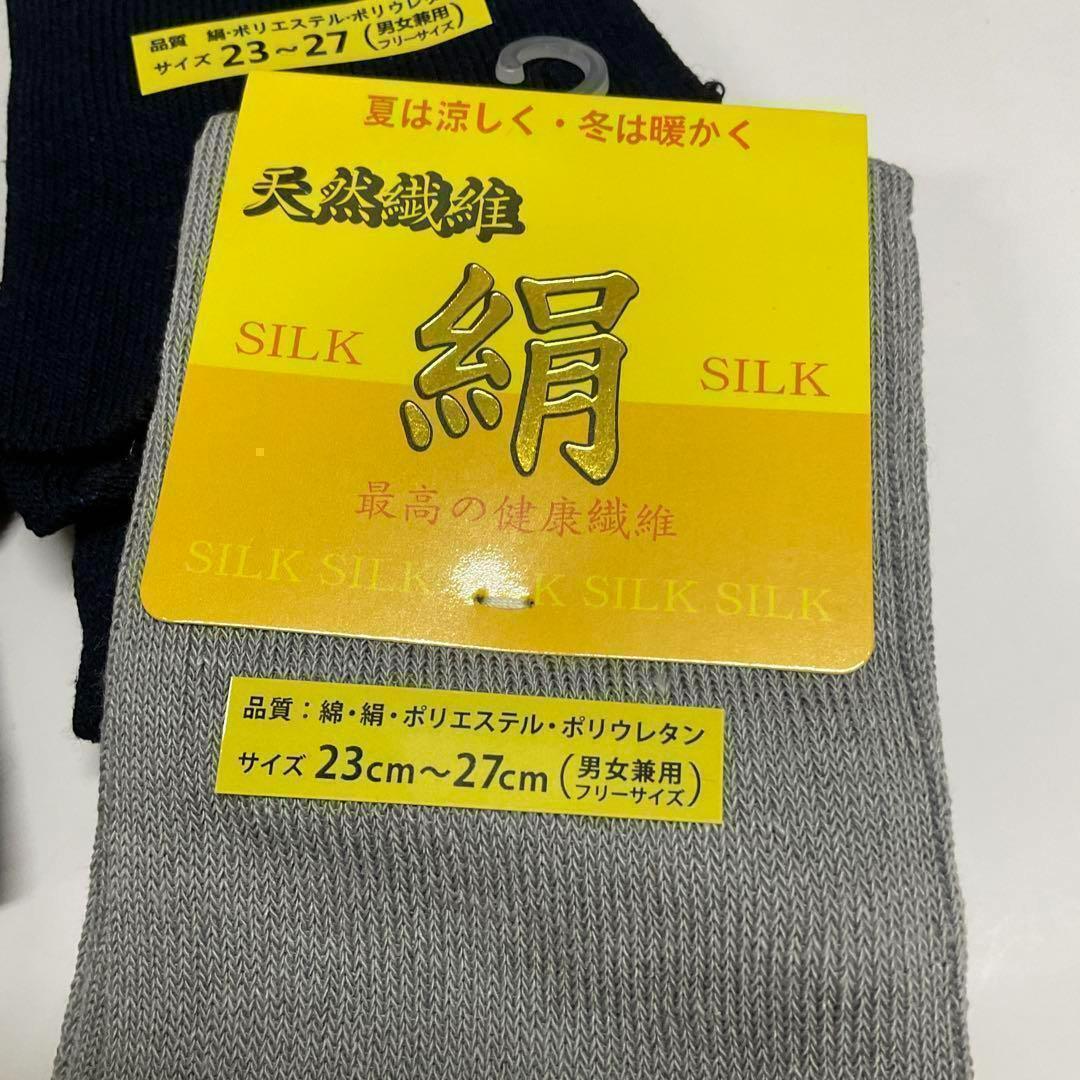 品質 絹・ポリエステル・ポリウレタ
サイズ 23～27 (男女兼用 フリーサイズ)
夏は涼しく・冬は暖かく
天然繊維
絹
SILK
SILK
最高の健康繊維
SILK SILK K SILK SILK
品質：綿・絹・ポリエステル・ポリウレタン
サイズ 23cm～27cm (男女兼用 フリーサイズ)